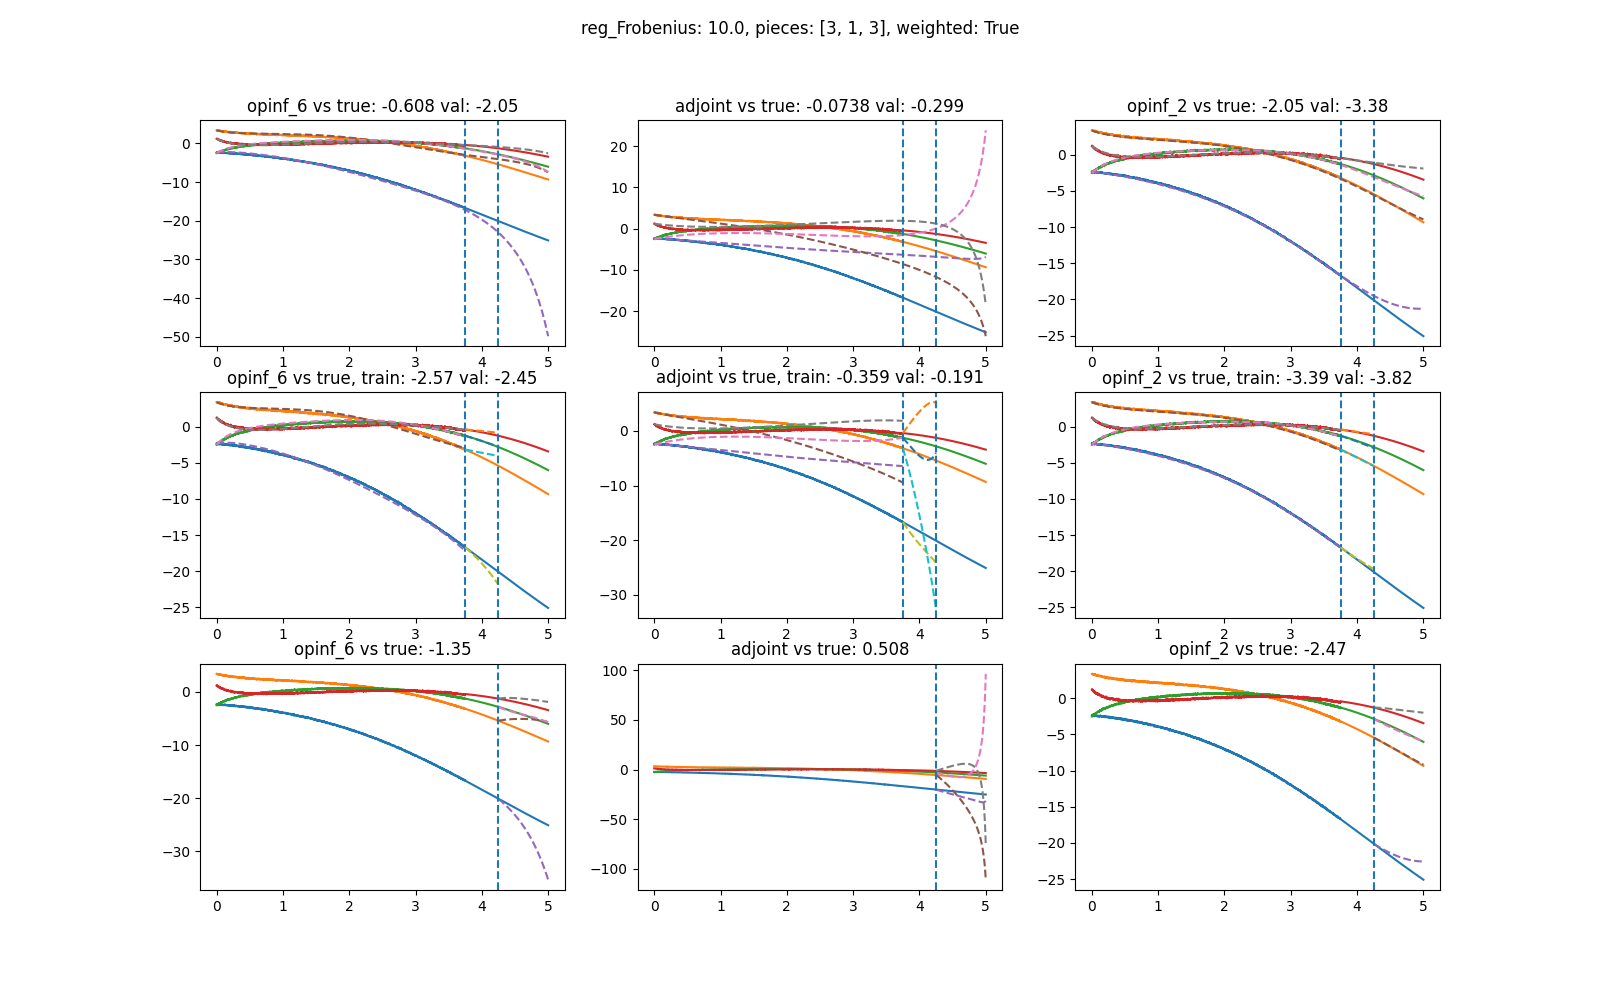 reg_Frobenius: 10.0, pieces: [3, 1, 3], weighted: True
opinf_6 vs true: -0.608 val: -2.05
adjoint vs true: -0.0738 val: -0.299
opinf_2 vs true: -2.05 val: -3.38
0
−10
−20
−30
−40
−50
0 1 2 3 4 5
20
10
0
−10
−20
0 1 2 3 4 5
0
−5
−10
−15
−20
−25
0 1 2 3 4 5
opinf_6 vs true, train: -2.57 val: -2.45
adjoint vs true, train: -0.359 val: -0.191
opinf_2 vs true, train: -3.39 val: -3.82
0
−5
−10
−15
−20
−25
0 1 2 3 4 5
0
−10
−20
−30
0 1 2 3 4 5
0
−5
−10
−15
−20
−25
0 1 2 3 4 5
opinf_6 vs true: -1.35
adjoint vs true: 0.508
opinf_2 vs true: -2.47
0
−10
−20
−30
0 1 2 3 4 5
100
50
0
−50
−100
0 1 2 3 4 5
0
−5
−10
−15
−20
−25
0 1 2 3 4 5